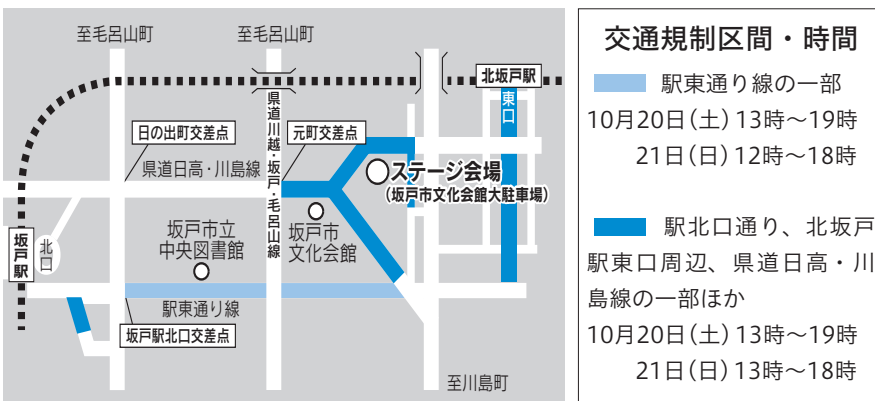 至毛呂山町
至毛呂山町
北坂戸駅
東口
県道川越・坂戸・毛呂山線
日の出町交差点
元町交差点
県道日高・川島線
ステージ会場
(坂戸市文化会館大駐車場)
坂戸市立
中央図書館
坂戸市
文化会館
坂戸駅
北口
駅東通り線
坂戸駅北口交差点
至川島町
交通規制区間・時間
駅東通り線の一部
10月20日(土)13時～19時
21日(日)12時～18時
駅北口通り、北坂戸
駅東口周辺、県道日高・川
島線の一部ほか
10月20日(土)13時～19時
21日(日)13時～18時